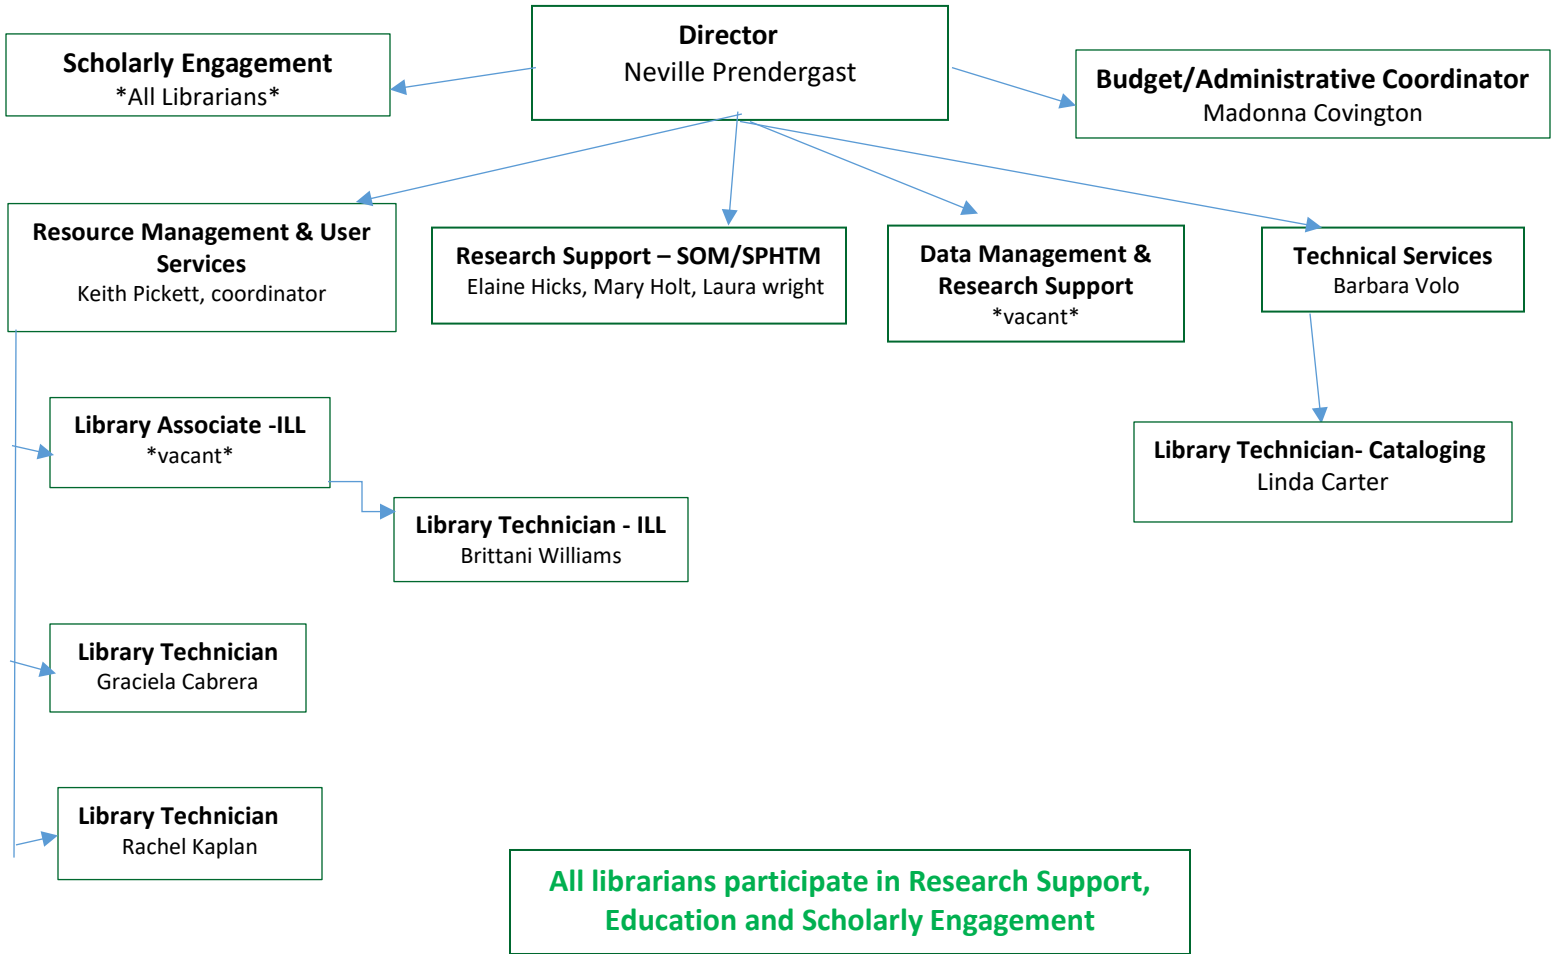 Director
Neville Prendergast
Scholarly Engagement
*All Librarians*
Budget/Administrative Coordinator
Madonna Covington
Resource Management & User
Services
Keith Pickett, coordinator
Research Support – SOM/SPHTM
Elaine Hicks, Mary Holt, Laura wright
Data Management &
Research Support
*vacant*
Technical Services
Barbara Volo
Library Associate -ILL
*vacant*
Library Technician- Cataloging
Linda Carter
Library Technician - ILL
Brittani Williams
Library Technician
Graciela Cabrera
Library Technician
Rachel Kaplan
All librarians participate in Research Support,
Education and Scholarly Engagement